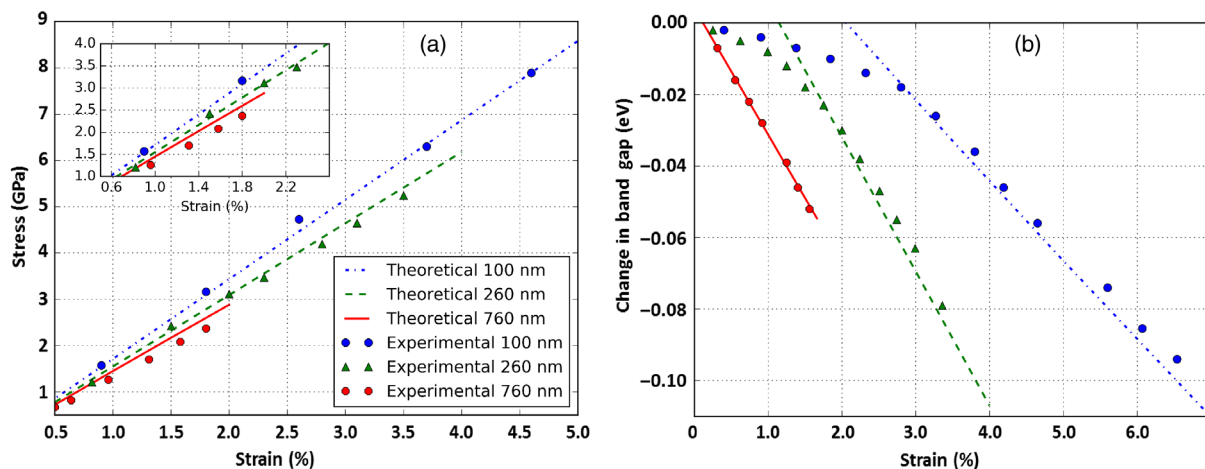 (a)
Stress (GPa)
9
8
7
6
5
4
3
2
1
0.5 1.0 1.5 2.0 2.5 3.0 3.5 4.0 4.5 5.0
Strain (%)
4.0
3.5
3.0
2.5
2.0
1.5
1.0
0.6 1.0 1.4 1.8 2.3
Strain (%)
Theoretical 100 nm
Theoretical 260 nm
Theoretical 760 nm
Experimental 100 nm
Experimental 260 nm
Experimental 760 nm
(b)
Change in band gap (eV)
0.00
−0.02
−0.04
−0.06
−0.08
−0.10
0 1.0 2.0 3.0 4.0 5.0 6.0
Strain (%)